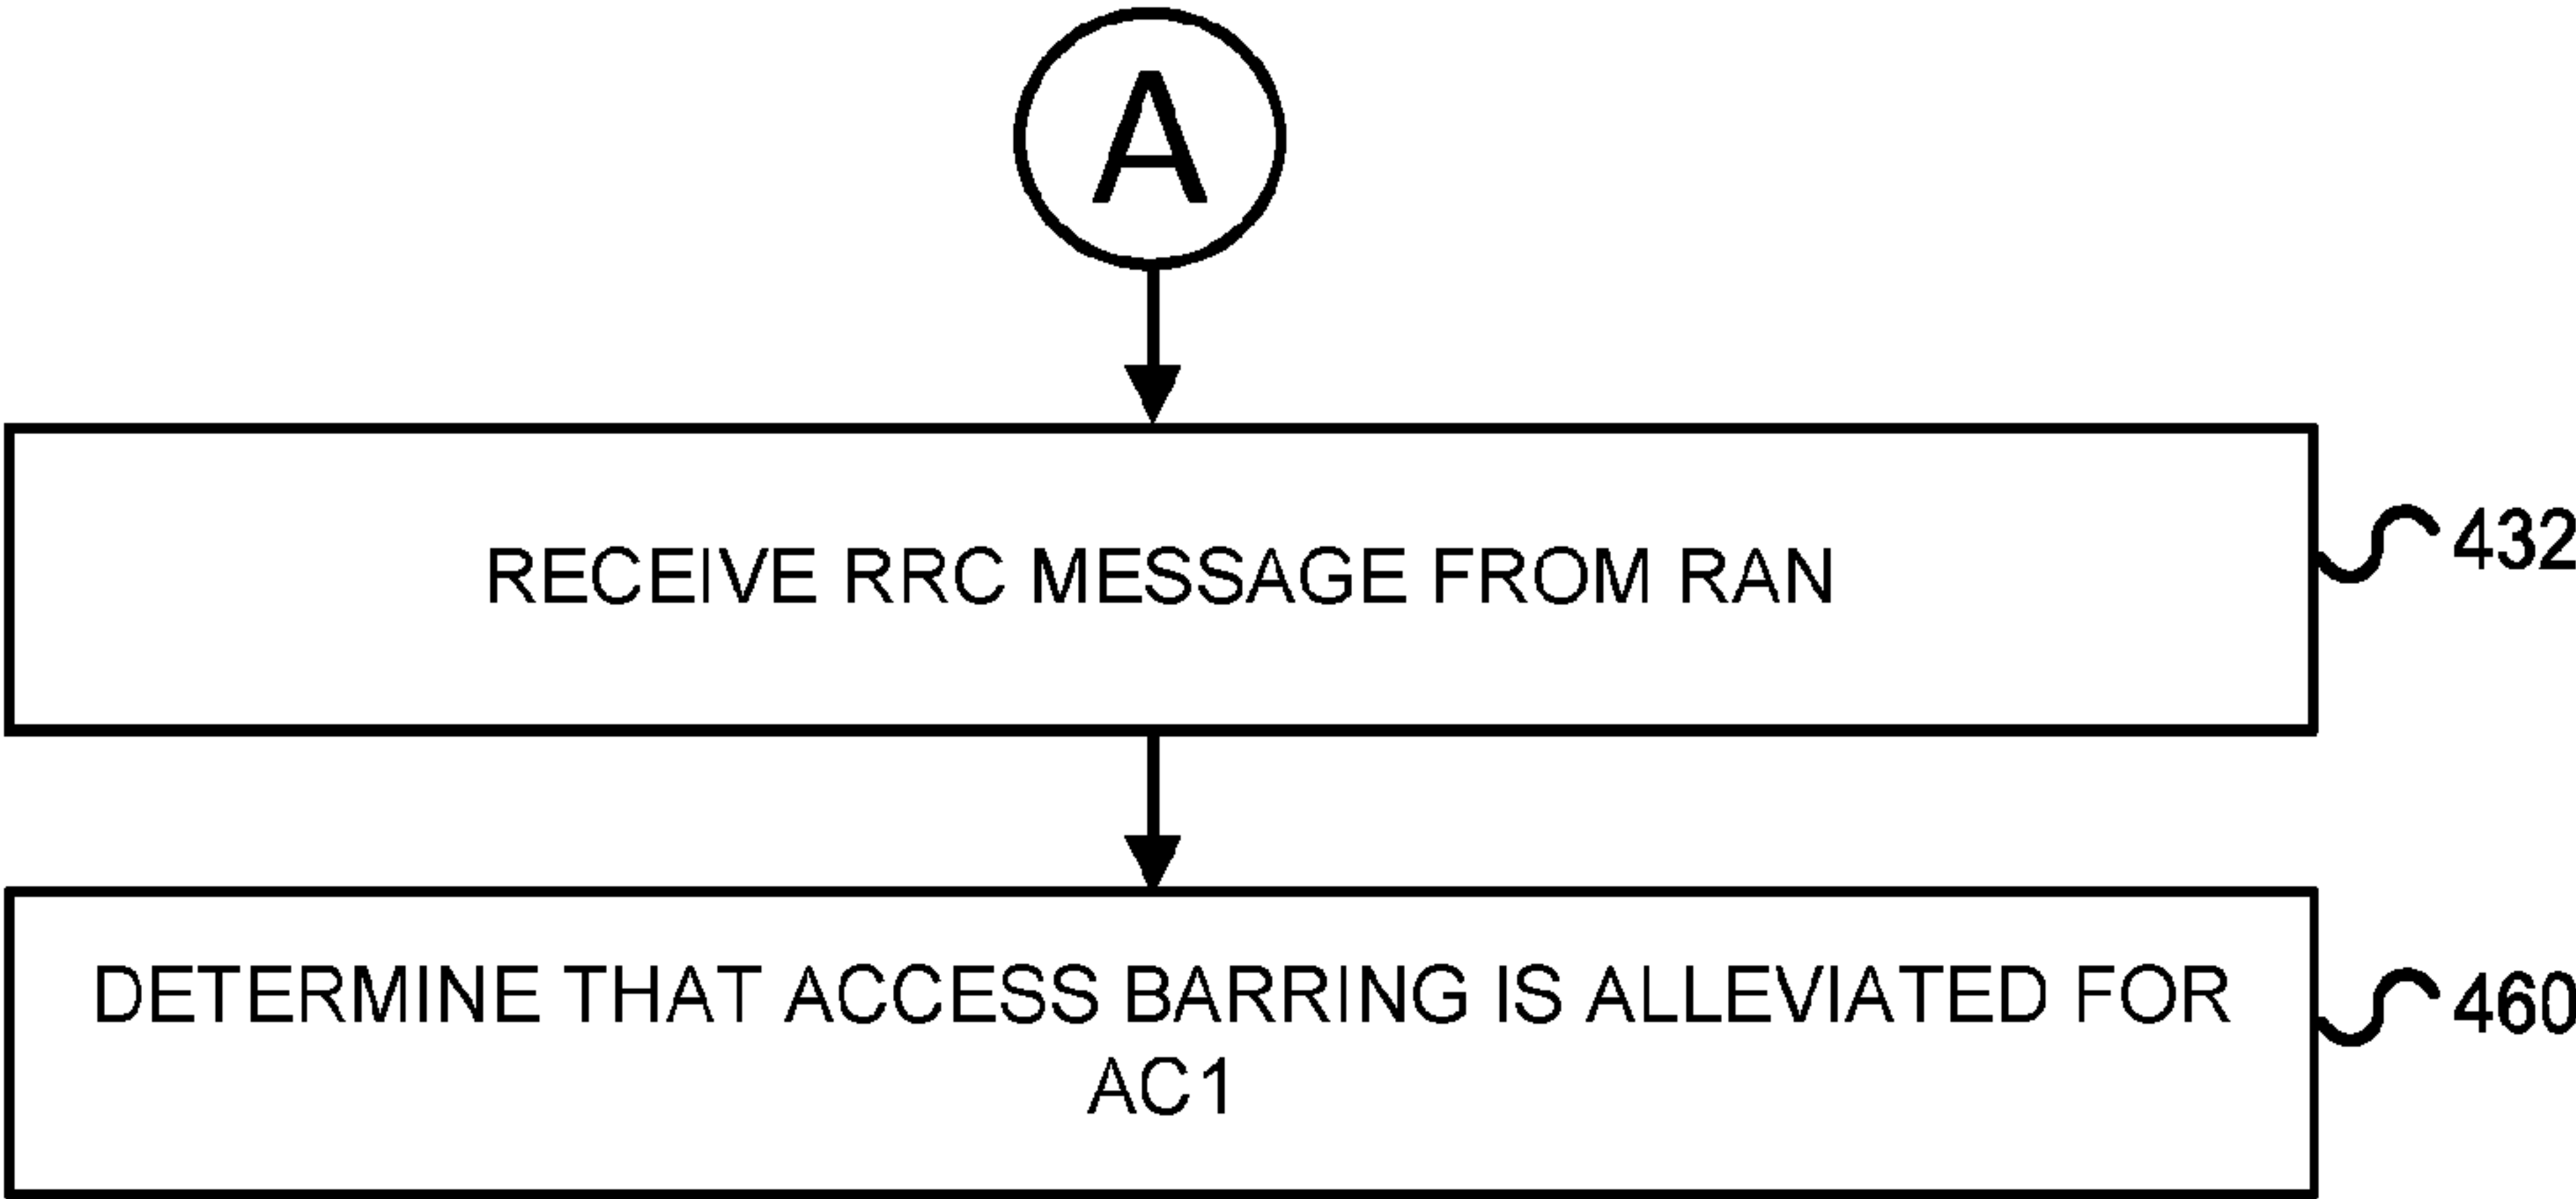 A
RECEIVE RRC MESSAGE FROM RAN
432
DETERMINE THAT ACCESS BARRING IS ALLEVIATED FOR
AC1
460